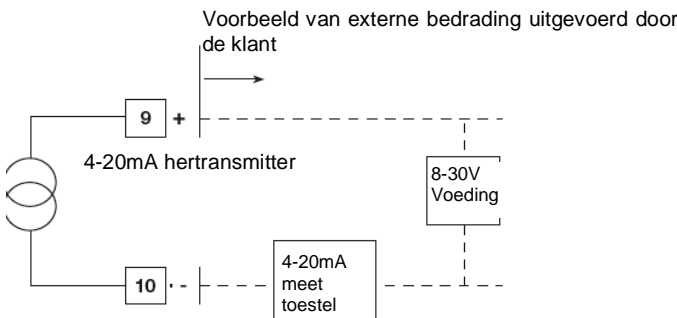 Voorbeeld van externe bedrading uitgevoerd door
de klant
9 +
4-20mA hertransmitter
8-30V
Voeding
10 -
4-20mA
meet
toestel